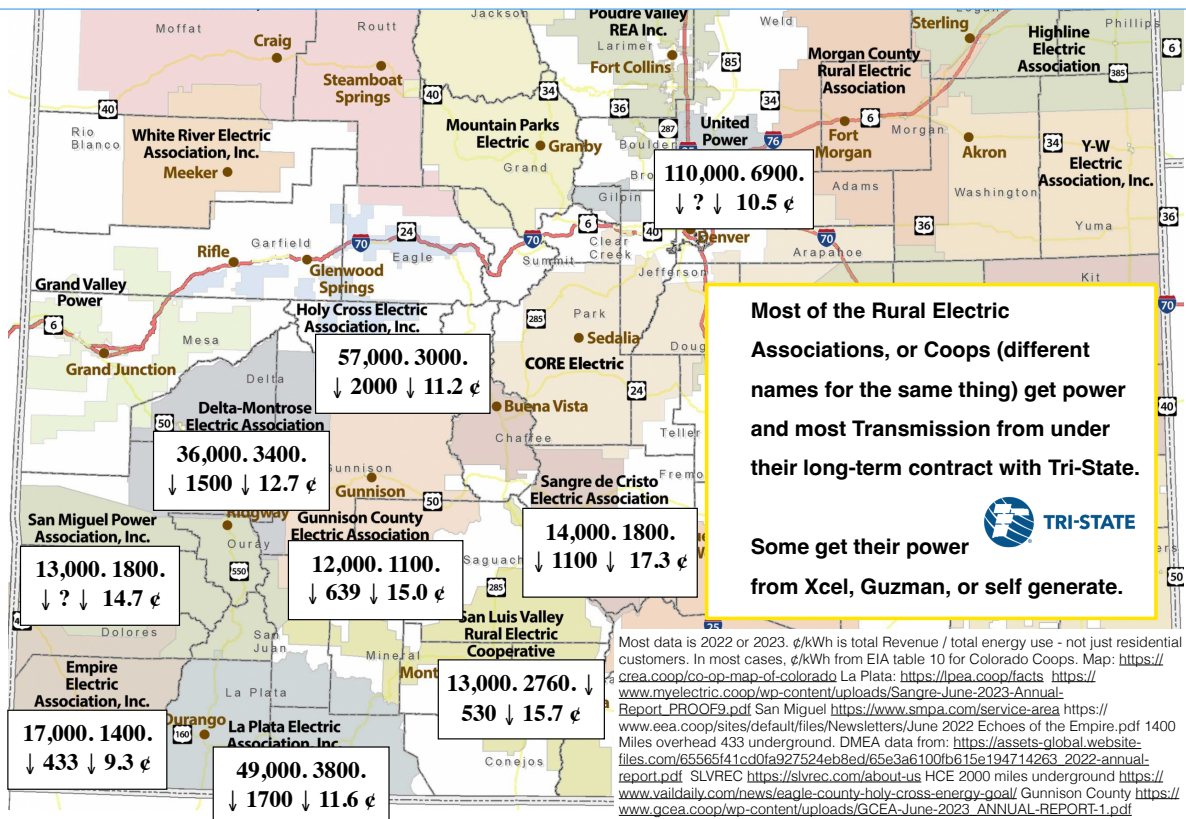 Moffat
Routt
Jackson
Craig
Steamboat
Springs
40
40
34
Poudre Valley
REA Inc.
Larimer
Fort Collins
Weld
85
36
34
287
Logan
Sterling
Phillips
6
Highline
Electric
Association
385
Morgan County
Rural Electric
Association
Rio
Blanco
White River Electric
Association, Inc.
Meeker
Mountain Parks
Electric
Granby
Grand
Boulder
United
Power
76
6
Fort
Morgan
Morgan
Akron
34
Y-W
Electric
Association, Inc.
Washington
Yuma
36
Adams
36
110,000. 6900.
↓ ? ↓ 10.5 ¢
Gilpin
6
40
Denver
70
Arapahoe
Clear
Creek
Jefferson
Rifle
Garfield
70
24
Eagle
70
Summit
Glenwood
Springs
Kit
70
Grand Valley
Power
6
Mesa
Grand Junction
Holy Cross Electric
Association, Inc.
57,000. 3000.
↓ 2000 ↓ 11.2 ¢
285
Park
Sedalia
CORE Electric
Doug
24
Teller
Delta
Delta-Montrose
Electric Association
50
36,000. 3400.
↓ 1500 ↓ 12.7 ¢
Buena Vista
Chaffee
Gunnison
Gunnison
50
Fremo
40
Most of the Rural Electric
Associations, or Coops (different
names for the same thing) get power
and most Transmission from under
their long-term contract with Tri-State.
TRI-STATE
Some get their power
from Xcel, Guzman, or self generate.
50
Sangre de Cristo
Electric Association
14,000. 1800.
↓ 1100 ↓ 17.3 ¢
Ridgway
San Miguel Power
Association, Inc.
Ouray
550
13,000. 1800.
↓ ? ↓ 14.7 ¢
Gunnison County
Electric Association
12,000. 1100.
↓ 639 ↓ 15.0 ¢
Saguach
285
Dolores
San
Juan
Mineral
San Luis Valley
Rural Electric
Cooperative
25
Mont
13,000. 2760. ↓
530 ↓ 15.7 ¢
Empire
Electric
Association, Inc.
17,000. 1400.
↓ 433 ↓ 9.3 ¢
La Plata
Durango
160
La Plata Electric
Association, Inc.
49,000. 3800.
↓ 1700 ↓ 11.6 ¢
Conejos
Most data is 2022 or 2023. ¢/kWh is total Revenue / total energy use - not just residential
customers. In most cases, ¢/kWh from EIA table 10 for Colorado Coops. Map: https://
crea.coop/co-op-map-of-colorado La Plata: https://lpea.coop/facts https://
www.myelectric.coop/wp-content/uploads/Sangre-June-2023-Annual-
Report_PROOF9.pdf San Miguel https://www.smpa.com/service-area https://
www.eea.coop/sites/default/files/Newsletters/June 2022 Echoes of the Empire.pdf 1400
Miles overhead 433 underground. DMEA data from: https://assets-global.website-
files.com/65565f41cd0fa927524eb8ed/65e3a6100fb615e194714263_2022-annual-
report.pdf SLVREC https://slvrec.com/about-us HCE 2000 miles underground https://
www.vaildaily.com/news/eagle-county-holy-cross-energy-goal/ Gunnison County https://
www.gcea.coop/wp-content/uploads/GCEA-June-2023_ANNUAL-REPORT-1.pdf